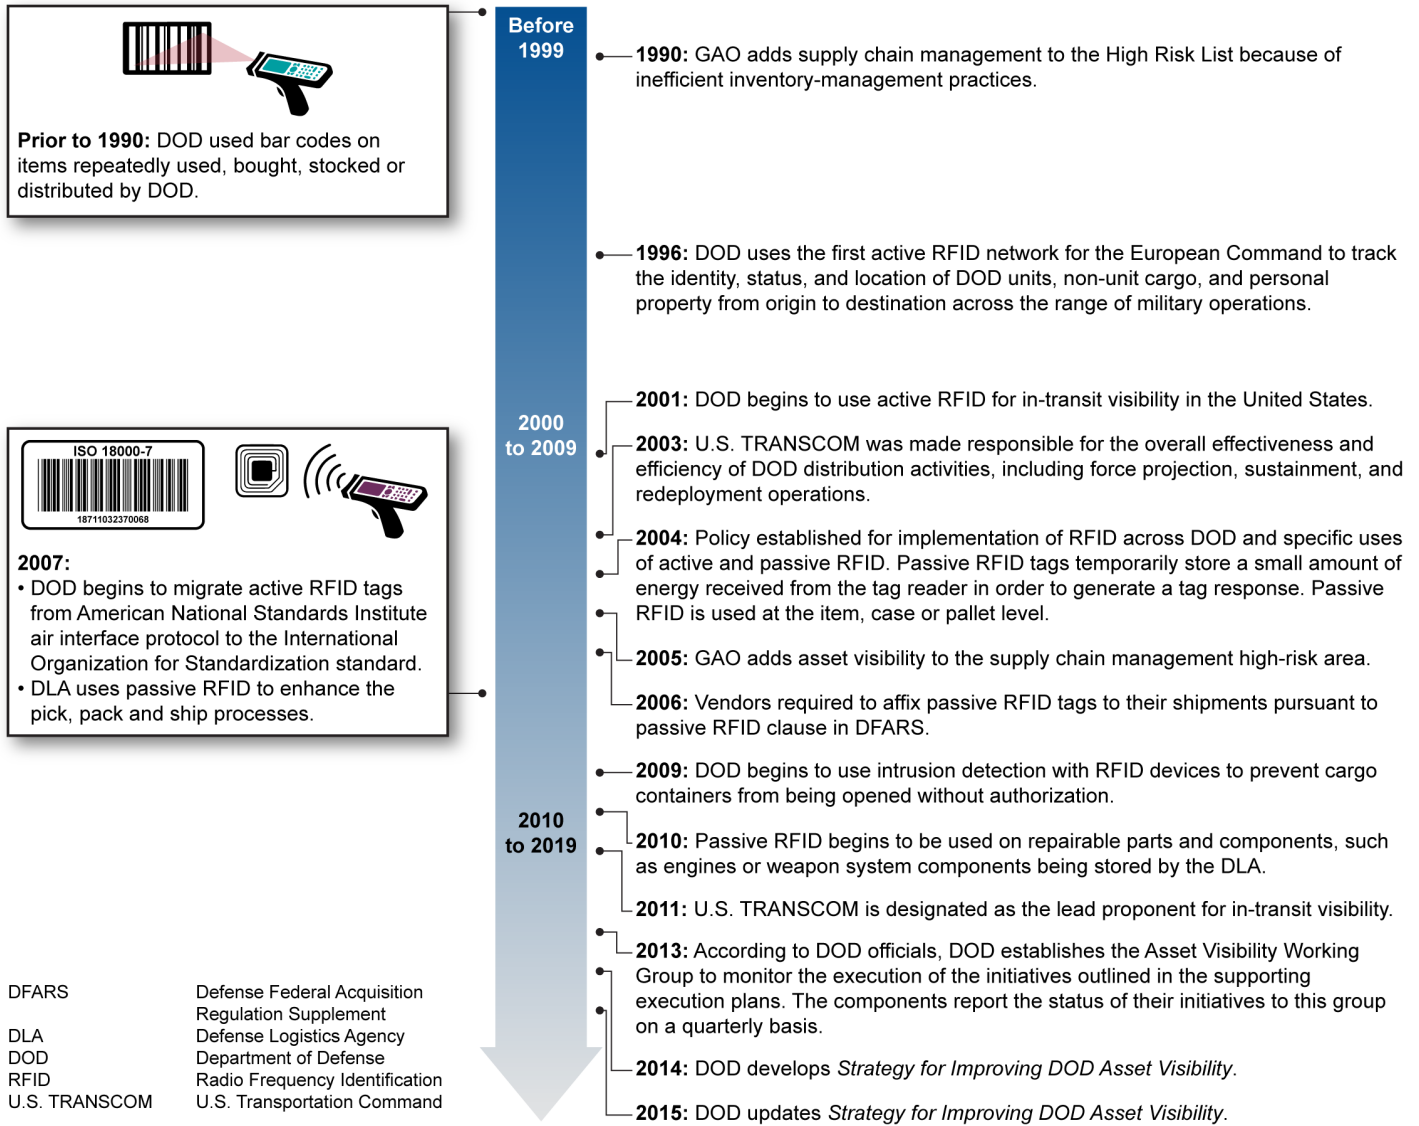 Prior to 1990: DOD used bar codes on
items repeatedly used, bought, stocked or
distributed by DOD.
Before
1999
1990: GAO adds supply chain management to the High Risk List because of
inefficient inventory-management practices.
1996: DOD uses the first active RFID network for the European Command to track
the identity, status, and location of DOD units, non-unit cargo, and personal
property from origin to destination across the range of military operations.
2000
to 2009
2001: DOD begins to use active RFID for in-transit visibility in the United States.
2003: U.S. TRANSCOM was made responsible for the overall effectiveness and
efficiency of DOD distribution activities, including force projection, sustainment, and
redeployment operations.
2004: Policy established for implementation of RFID across DOD and specific uses
of active and passive RFID. Passive RFID tags temporarily store a small amount of
energy received from the tag reader in order to generate a tag response. Passive
RFID is used at the item, case or pallet level.
2005: GAO adds asset visibility to the supply chain management high-risk area.
2006: Vendors required to affix passive RFID tags to their shipments pursuant to
passive RFID clause in DFARS.
ISO 18000-7
18711032370068
2007:
• DOD begins to migrate active RFID tags
from American National Standards Institute
air interface protocol to the International
Organization for Standardization standard.
• DLA uses passive RFID to enhance the
pick, pack and ship processes.
2009: DOD begins to use intrusion detection with RFID devices to prevent cargo
containers from being opened without authorization.
2010
to 2019
2010: Passive RFID begins to be used on repairable parts and components, such
as engines or weapon system components being stored by the DLA.
2011: U.S. TRANSCOM is designated as the lead proponent for in-transit visibility.
2013: According to DOD officials, DOD establishes the Asset Visibility Working
Group to monitor the execution of the initiatives outlined in the supporting
execution plans. The components report the status of their initiatives to this group
on a quarterly basis.
2014: DOD develops Strategy for Improving DOD Asset Visibility.
2015: DOD updates Strategy for Improving DOD Asset Visibility.
DFARS Defense Federal Acquisition
Regulation Supplement
DLA Defense Logistics Agency
DOD Department of Defense
RFID Radio Frequency Identification
U.S. TRANSCOM U.S. Transportation Command